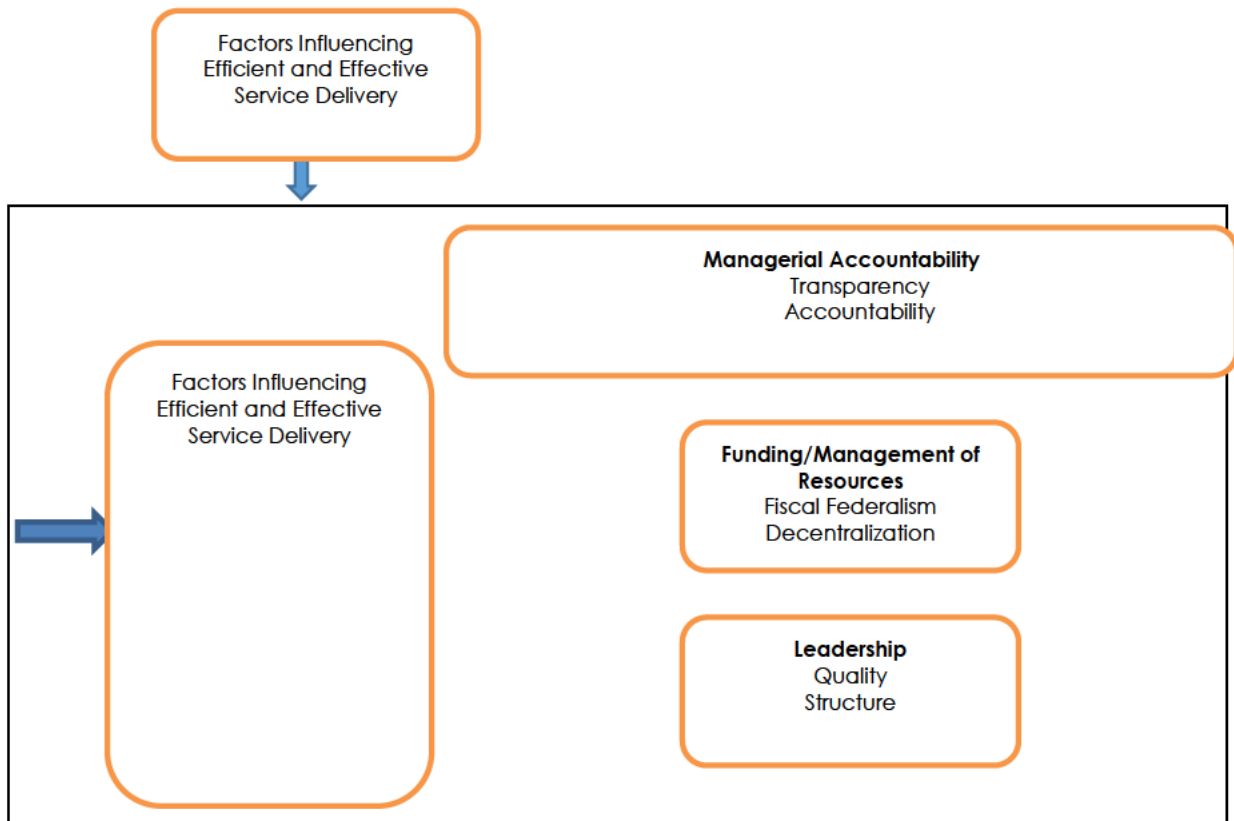 Factors Influencing
Efficient and Effective
Service Delivery
Managerial Accountability
Transparency
Accountability
Factors Influencing
Efficient and Effective
Service Delivery
Funding/Management of
Resources
Fiscal Federalism
Decentralization
Leadership
Quality
Structure